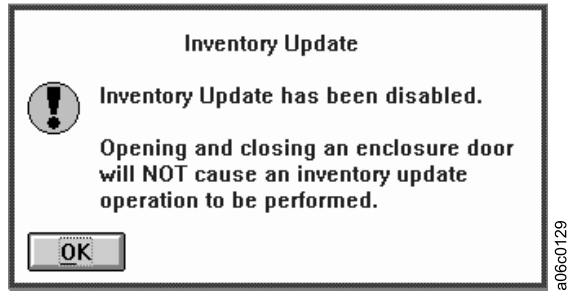 Inventory Update
Inventory Update has been disabled.
Opening and closing an enclosure door
will NOT cause an inventory update
operation to be performed.
OK
a06c0129